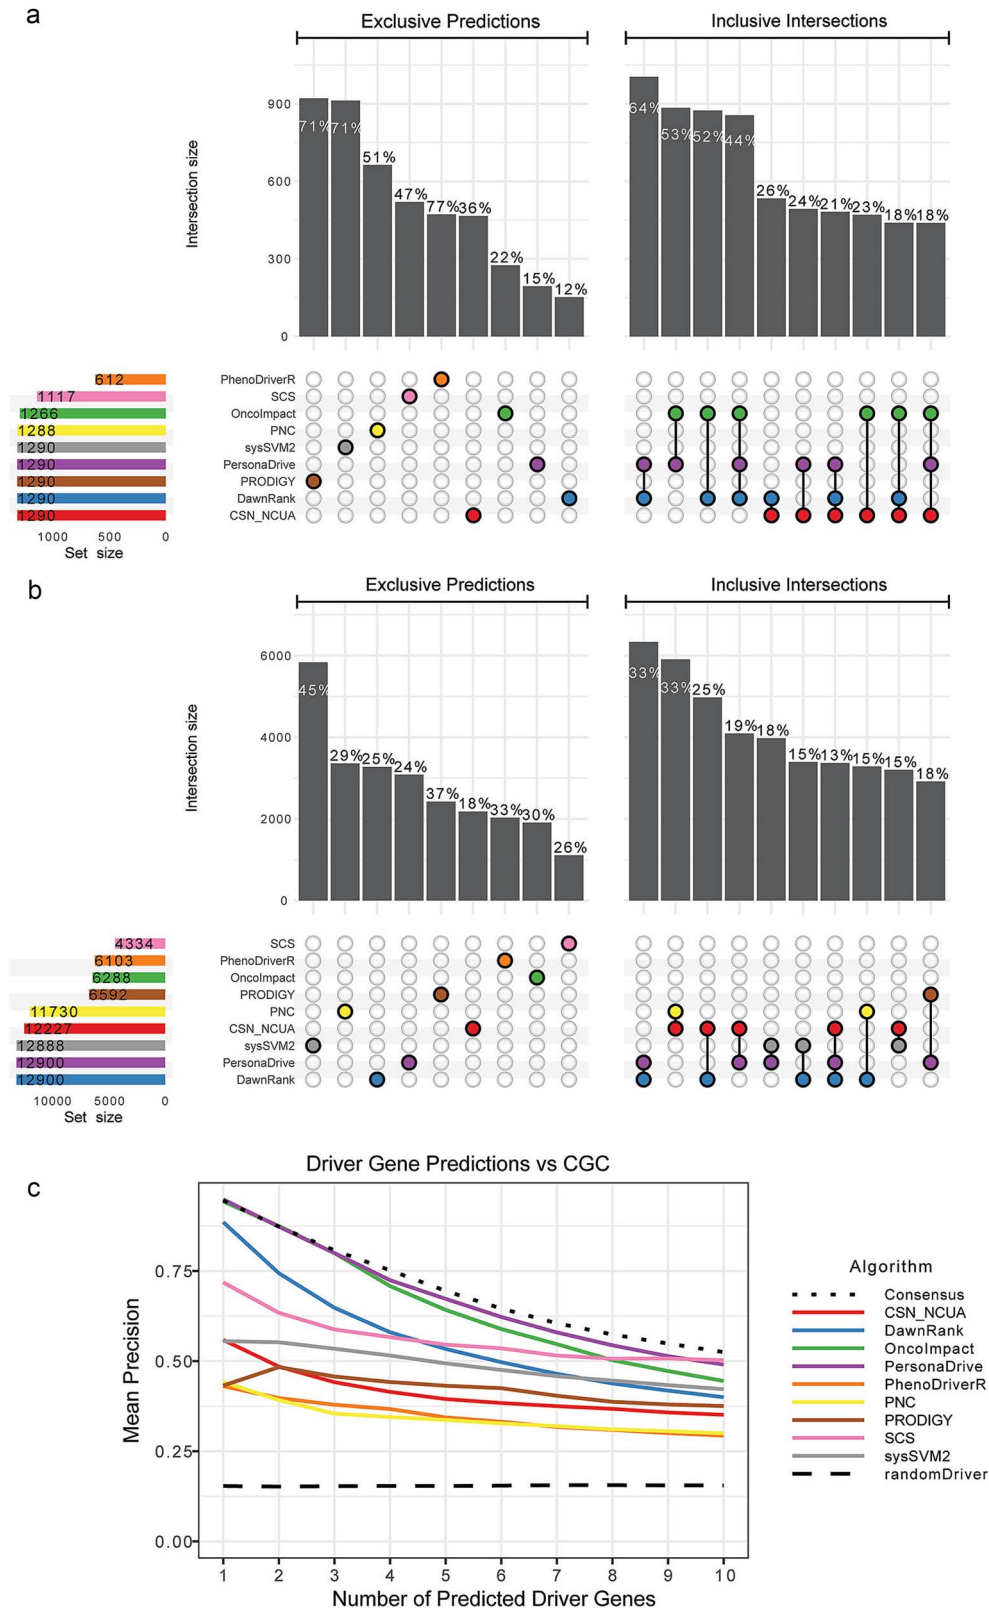 a
Exclusive Predictions
Inclusive Intersections
Intersection size
900
600
300
0
71%
71%
51%
47%
77%
36%
22%
15%
12%
64%
53%
52%
44%
26%
24%
21%
23%
18%
18%
612
1117
1266
1288
1290
1290
1290
1290
1290
1000 500 0
Set size
PhenoDriverR
SCS
OncoImpact
PNC
sysSVM2
PersonaDrive
PRODIGY
DawnRank
CSN_NCUA
b
Exclusive Predictions
Inclusive Intersections
Intersection size
6000
4000
2000
0
45%
29%
25%
24%
37%
18%
33%
30%
26%
33%
33%
25%
19%
18%
15%
13%
15%
15%
18%
4334
6103
6288
6592
11730
12227
12888
12900
12900
10000 5000 0
Set size
SCS
PhenoDriverR
OncoImpact
PRODIGY
PNC
CSN_NCUA
sysSVM2
PersonaDrive
DawnRank
c
Driver Gene Predictions vs CGC
Mean Precision
0.75
0.50
0.25
0.00
1 2 3 4 5 6 7 8 9 10
Number of Predicted Driver Genes
Algorithm
Consensus
CSN_NCUA
DawnRank
OncoImpact
PersonaDrive
PhenoDriverR
PNC
PRODIGY
SCS
sysSVM2
randomDriver